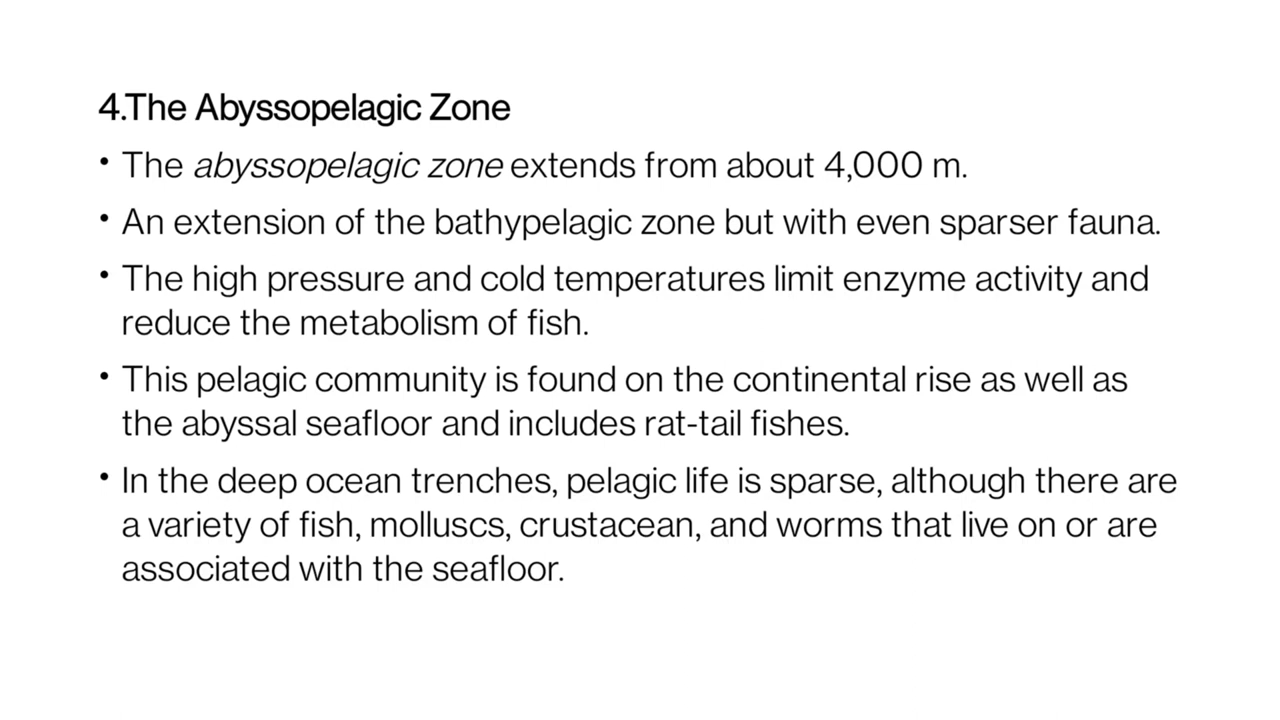 4.The Abyssopelagic Zone
• The abyssopelagic zone extends from about 4,000 m.
• An extension of the bathypelagic zone but with even sparser fauna.
• The high pressure and cold temperatures limit enzyme activity and
reduce the metabolism of fish.
• This pelagic community is found on the continental rise as well as
the abyssal seafloor and includes rat-tail fishes.
• In the deep ocean trenches, pelagic life is sparse, although there are
a variety of fish, molluscs, crustacean, and worms that live on or are
associated with the seafloor.